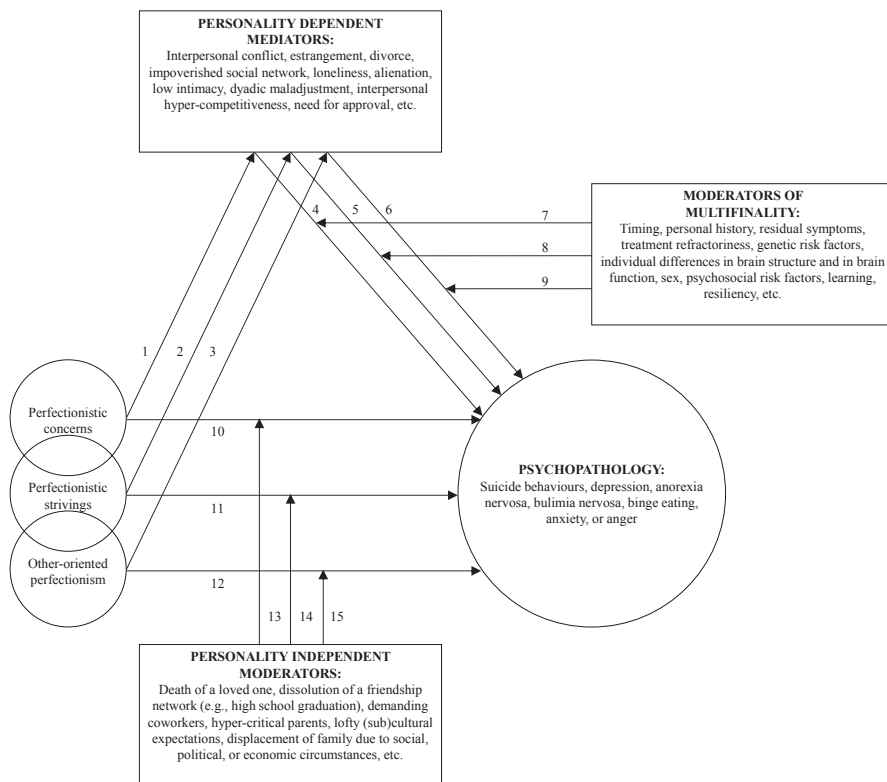 PERSONALITY DEPENDENT
MEDIATORS:
Interpersonal conflict, estrangement, divorce,
impoverished social network, loneliness, alienation,
low intimacy, dyadic maladjustment, interpersonal
hyper-competitiveness, need for approval, etc.
4
5
6
7
8
9
MODERATORS OF
MULTIFINALITY:
Timing, personal history, residual symptoms,
treatment refractoriness, genetic risk factors,
individual differences in brain structure and in brain
function, sex, psychosocial risk factors, learning,
resiliency, etc.
1
2
3
Perfectionistic
concerns
10
Perfectionistic
strivings
11
Other-oriented
perfectionism
12
PSYCHOPATHOLOGY:
Suicide behaviours, depression, anorexia
nervosa, bulimia nervosa, binge eating,
anxiety, or anger
13
14
15
PERSONALITY INDEPENDENT
MODERATORS:
Death of a loved one, dissolution of a friendship
network (e.g., high school graduation), demanding
coworkers, hyper-critical parents, lofty (sub)cultural
expectations, displacement of family due to social,
political, or economic circumstances, etc.